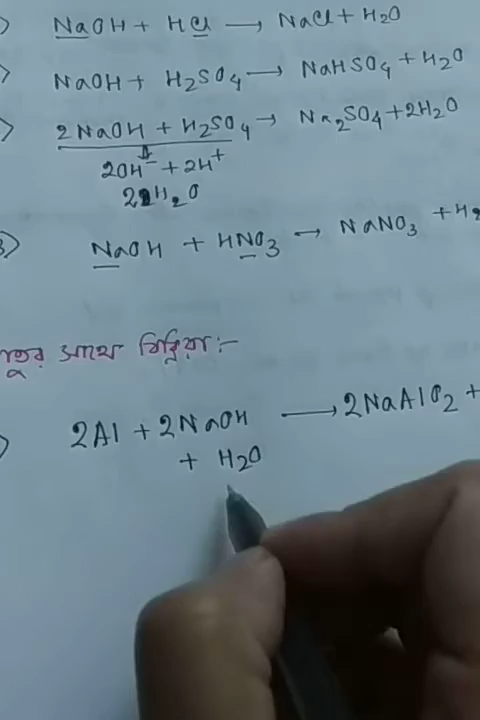 NaOH + HCl → NaCl + H2O
NaOH + H2SO4 → NaHSO4 + H2O
2NaOH + H2SO4 → Na2SO4 + 2H2O
2OH⁻ + 2H⁺
2H2O
NaOH + HNO3 → NaNO3 + H2
সাথে বিক্রিয়া:-
2Al + 2NaOH → 2NaAlO2 +
+ H2O